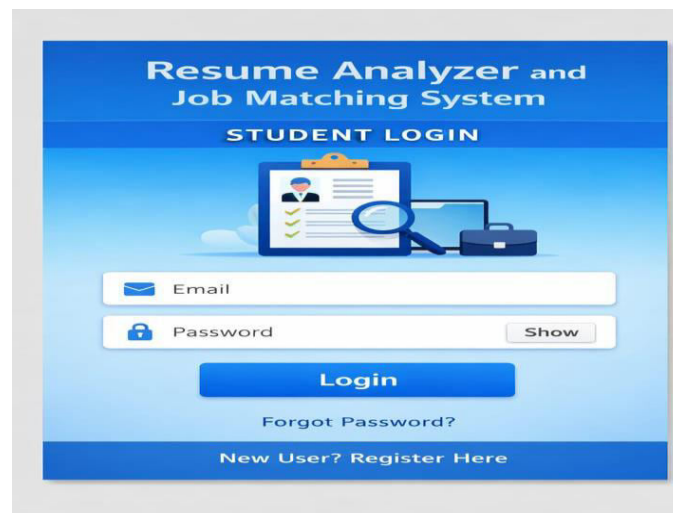 Resume Analyzer and
Job Matching System
STUDENT LOGIN
Email
Password
Show
Login
Forgot Password?
New User? Register Here